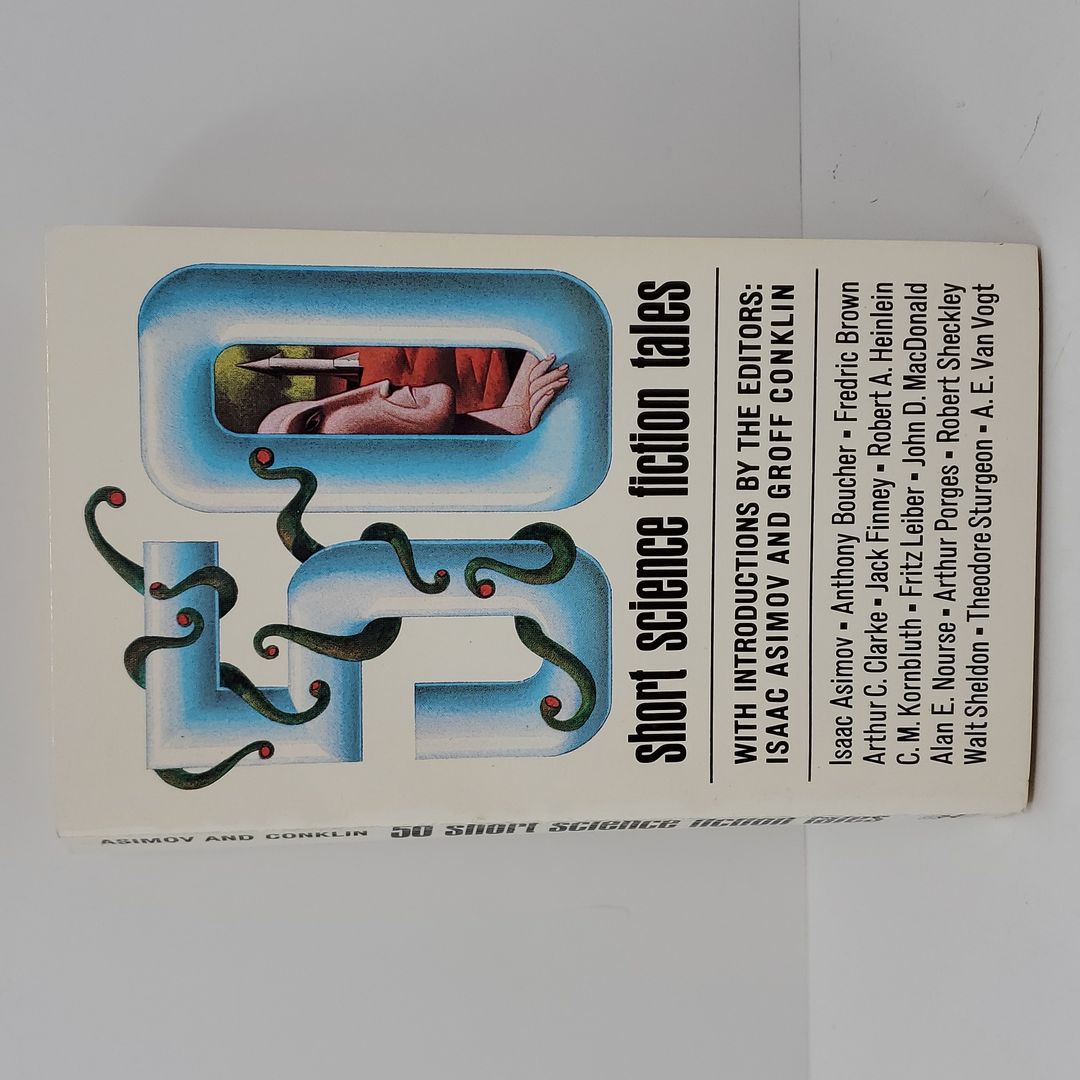 50
short science fiction tales
WITH INTRODUCTIONS BY THE EDITORS:
ISAAC ASIMOV AND GROFF CONKLIN
Isaac Asimov ▪ Anthony Boucher ▪ Fredric Brown
Arthur C. Clarke ▪ Jack Finney ▪ Robert A. Heinlein
C. M. Kornbluth ▪ Fritz Leiber ▪ John D. MacDonald
Alan E. Nourse ▪ Arthur Porges ▪ Robert Sheckley
Walt Sheldon ▪ Theodore Sturgeon ▪ A. E. Van Vogt
ASIMOV AND CONKLIN 50 short science fiction tales